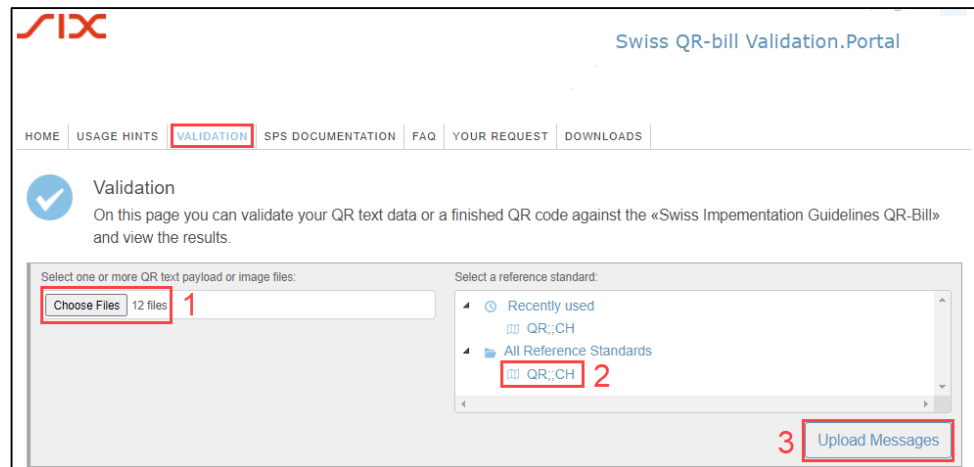 SIX
Swiss QR-bill Validation.Portal
HOME USAGE HINTS VALIDATION SPS DOCUMENTATION FAQ YOUR REQUEST DOWNLOADS
Validation
On this page you can validate your QR text data or a finished QR code against the «Swiss Impementation Guidelines QR-Bill»
and view the results.
Select one or more QR text payload or image files:
Choose Files 12 files 1
Select a reference standard:
Recently used
QR;;CH
All Reference Standards
QR;;CH 2
3 Upload Messages